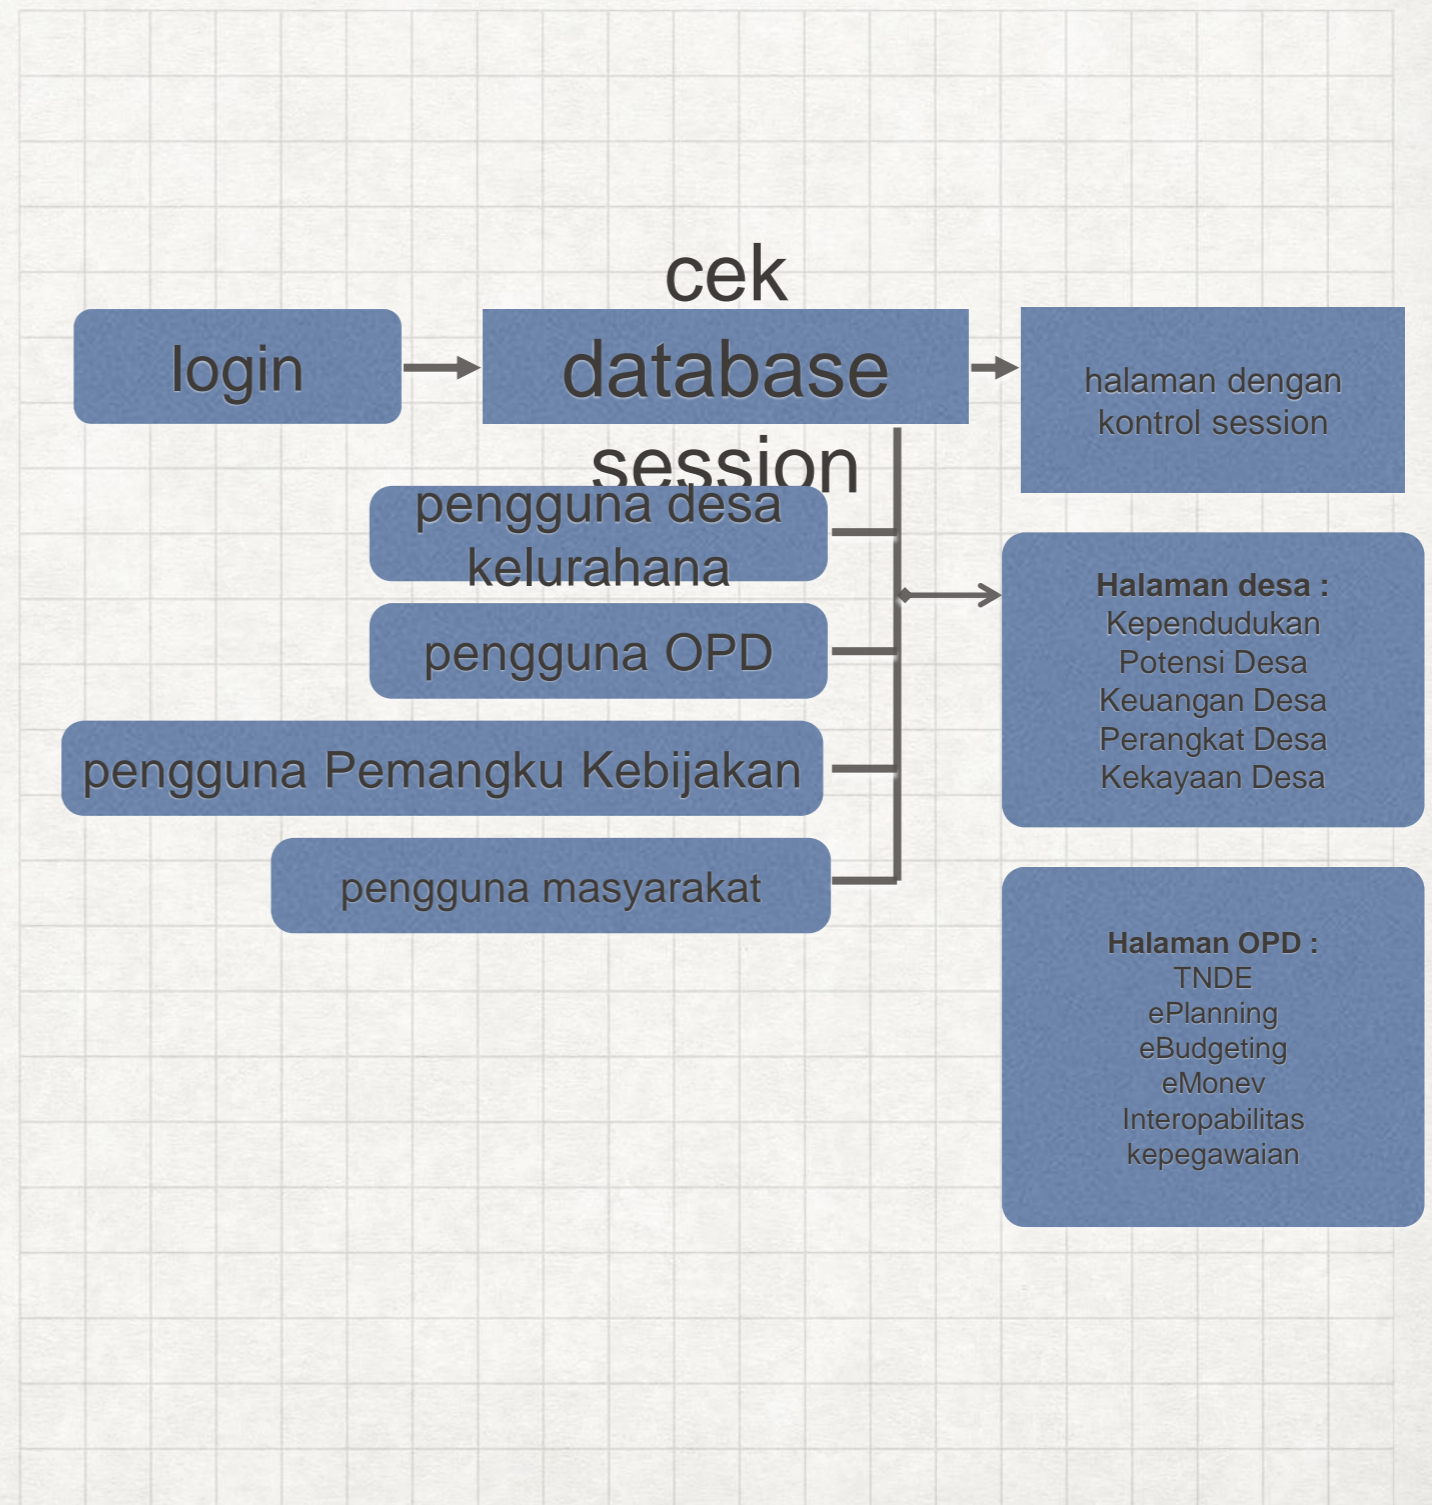 login
cek
database
session
halaman dengan
kontrol session
pengguna desa
kelurahana
pengguna OPD
pengguna Pemangku Kebijakan
pengguna masyarakat
Halaman desa :
Kependudukan
Potensi Desa
Keuangan Desa
Perangkat Desa
Kekayaan Desa
Halaman OPD :
TNDE
ePlanning
eBudgeting
eMonev
Interopabilitas
kepegawaian